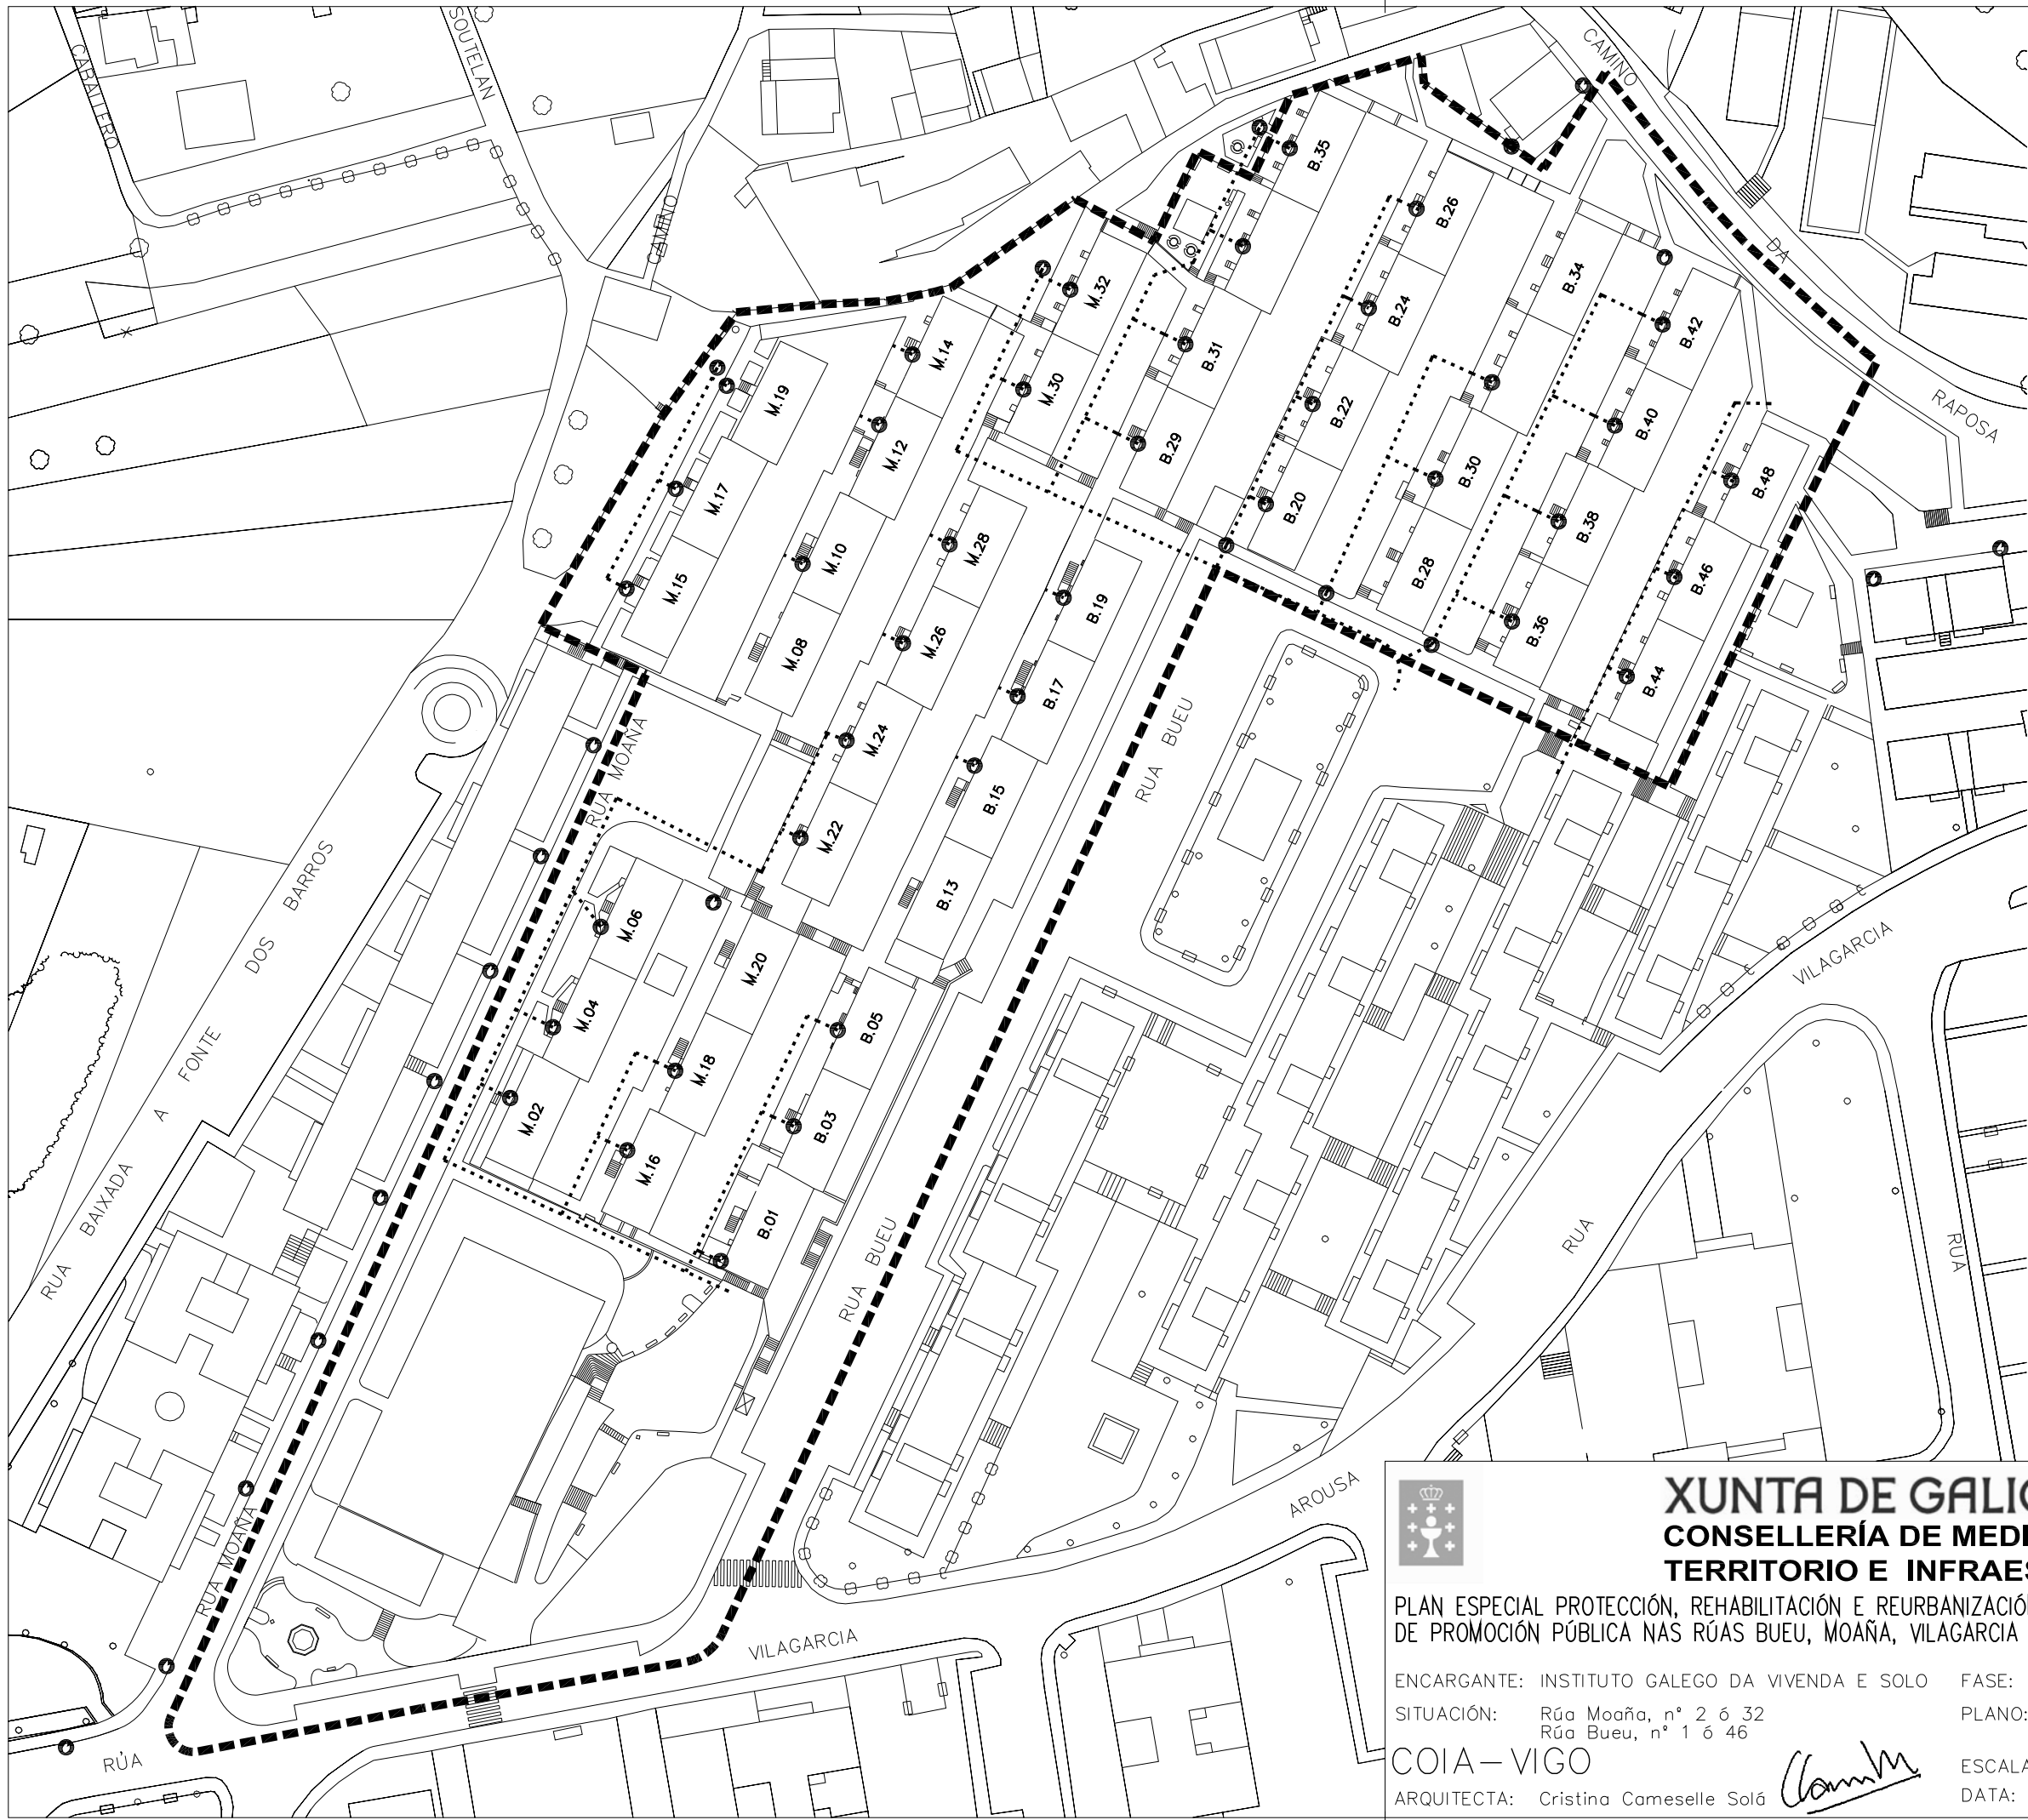 CABALLERO
SOUTELAN
CAMINO
CAMINO
DA
RAPOSA
B.35
B.26
B.34
B.42
B.24
B.31
B.22
B.40
B.29
B.30
B.20
B.38
B.28
B.36
B.48
B.46
B.44
M.32
M.30
M.14
M.12
M.19
M.17
M.15
M.10
M.08
M.28
M.26
M.24
M.22
B.19
B.17
B.15
B.13
M.06
M.04
M.02
M.20
M.18
M.16
B.05
B.03
B.01
RUA MOAÑA
RUA BUEU
RUA BUEU
RUA MOAÑA
RUA BAIXADA A FONTE DOS BARROS
VILAGARCIA
RUA
RUA
AROUSA
VILAGARCIA
RÚA
XUNTA DE GALI
CONSELLERÍA DE MEDI
TERRITORIO E INFRAES
PLAN ESPECIAL PROTECCIÓN, REHABILITACIÓN E REURBANIZACIÓ
DE PROMOCIÓN PÚBLICA NAS RÚAS BUEU, MOAÑA, VILAGARCIA
ENCARGANTE: INSTITUTO GALEGO DA VIVENDA E SOLO FASE:
SITUACIÓN: Rúa Moaña, nº 2 ó 32 PLANO:
Rúa Bueu, nº 1 ó 46
COIA-VIGO
ESCALA
ARQUITECTA: Cristina Cameselle Solá DATA: